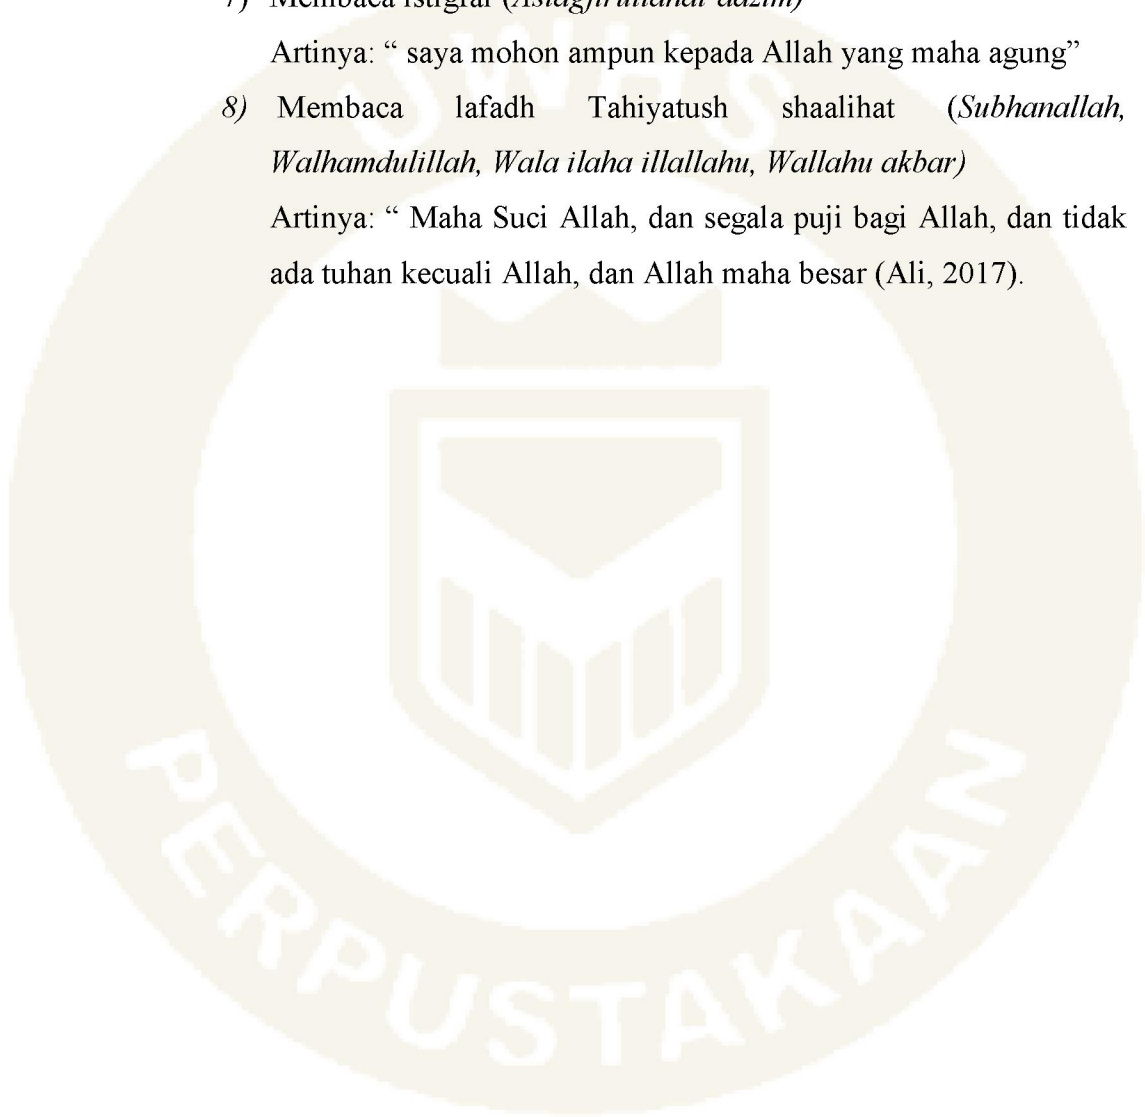 Artinya: “ saya mohon ampun kepada Allah yang maha agung”
8) Membaca lafadh Tahiyatush shaalihat (Subhanallah,
Walhamdulillah, Wala ilaha illallahu, Wallahu akbar)
Artinya: “ Maha Suci Allah, dan segala puji bagi Allah, dan tidak
ada tuhan kecuali Allah, dan Allah maha besar (Ali, 2017).
UWHS
PERPUSTAKAAN